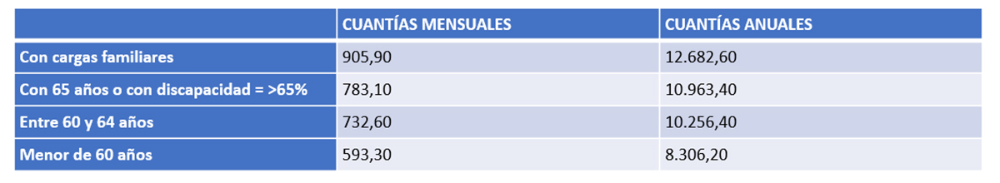 CUANTÍAS MENSUALES CUANTÍAS ANUALES
Con cargas familiares 905,90 12.682,60
Con 65 años o con discapacidad = >65% 783,10 10.963,40
Entre 60 y 64 años 732,60 10.256,40
Menor de 60 años 593,30 8.306,20